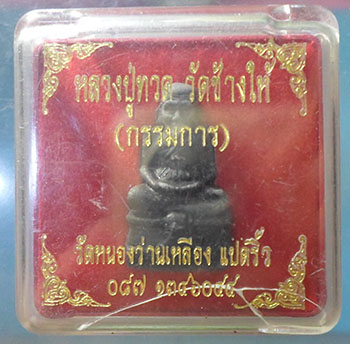 หลวงปู่ทวด วัดช้างให้
(กรรมการ)
วัดหนองว่านเหลือง แปดริ้ว
๐๘๗ ๑๓๔๖๐๔๕